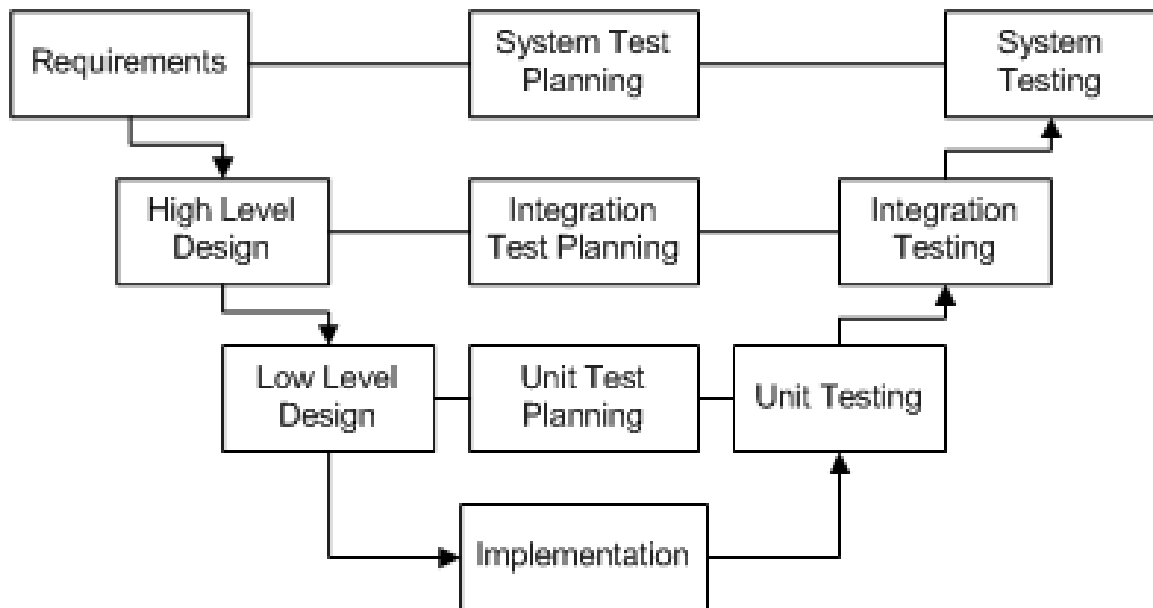 Requirements
System Test
Planning
System
Testing
High Level
Design
Integration
Test Planning
Integration
Testing
Low Level
Design
Unit Test
Planning
Unit Testing
Implementation